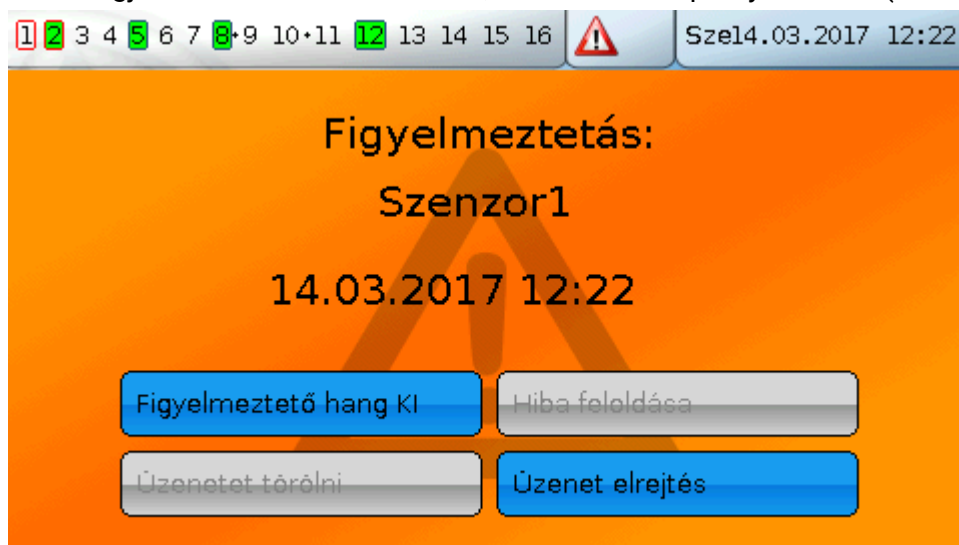 1 2 3 4 5 6 7 8•9 10•11 12 13 14 15 16 Sze14.03.2017 12:22
Figyelmeztetás:
Szenzor1
14.03.2017 12:22
Figyelmeztető hang KI Hiba feloldása
Üzenetet törölni Üzenet elrejtés